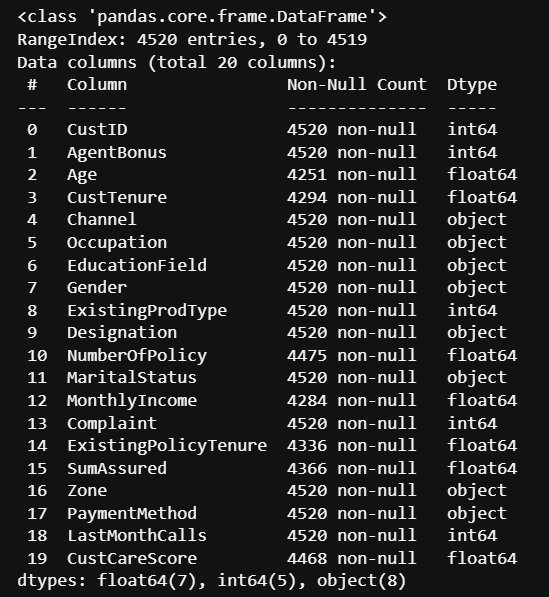 <class 'pandas.core.frame.DataFrame'>
RangeIndex: 4520 entries, 0 to 4519
Data columns (total 20 columns):
 #   Column                Non-Null Count  Dtype
---  ------                --------------  -----
 0   CustID                4520 non-null   int64
 1   AgentBonus            4520 non-null   int64
 2   Age                   4251 non-null   float64
 3   CustTenure            4294 non-null   float64
 4   Channel               4520 non-null   object
 5   Occupation            4520 non-null   object
 6   EducationField        4520 non-null   object
 7   Gender                4520 non-null   object
 8   ExistingProdType      4520 non-null   int64
 9   Designation           4520 non-null   object
 10  NumberOfPolicy        4475 non-null   float64
 11  MaritalStatus         4520 non-null   object
 12  MonthlyIncome         4284 non-null   float64
 13  Complaint             4520 non-null   int64
 14  ExistingPolicyTenure  4336 non-null   float64
 15  SumAssured            4366 non-null   float64
 16  Zone                  4520 non-null   object
 17  PaymentMethod         4520 non-null   object
 18  LastMonthCalls        4520 non-null   int64
 19  CustCareScore         4468 non-null   float64
dtypes: float64(7), int64(5), object(8)